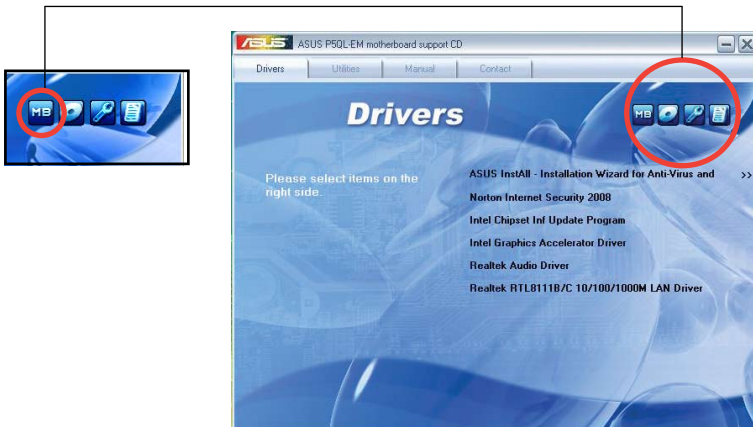 ASUS ASUS P5QL-EM motherboard support CD
Drivers Utilities Manual Contact
MB
Drivers
MB
Please select items on the
right side.
ASUS InstAll - Installation Wizard for Anti-Virus and >>
Norton Internet Security 2008
Intel Chipset Inf Update Program
Intel Graphics Accelerator Driver
Realtek Audio Driver
Realtek RTL8111B/C 10/100/1000M LAN Driver